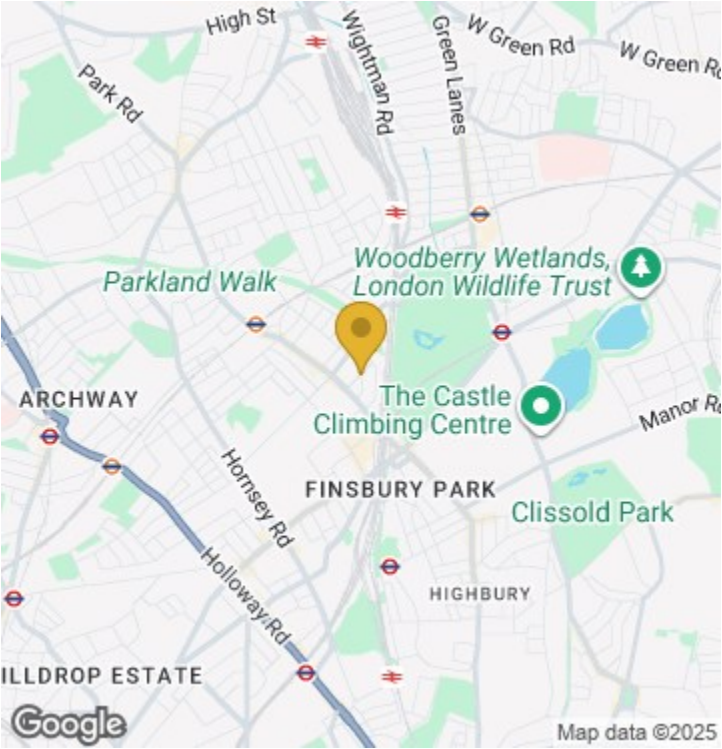 High St
Wightman Rd
Green Lanes
W Green Rd
W Green Rd
Park Rd
Parkland Walk
Woodberry Wetlands,
London Wildlife Trust
ARCHWAY
The Castle
Climbing Centre
Manor Rd
Hornsey Rd
FINSBURY PARK
Clissold Park
Holloway Rd
HIGHBURY
ILLDROP ESTATE
Google
Map data ©2025